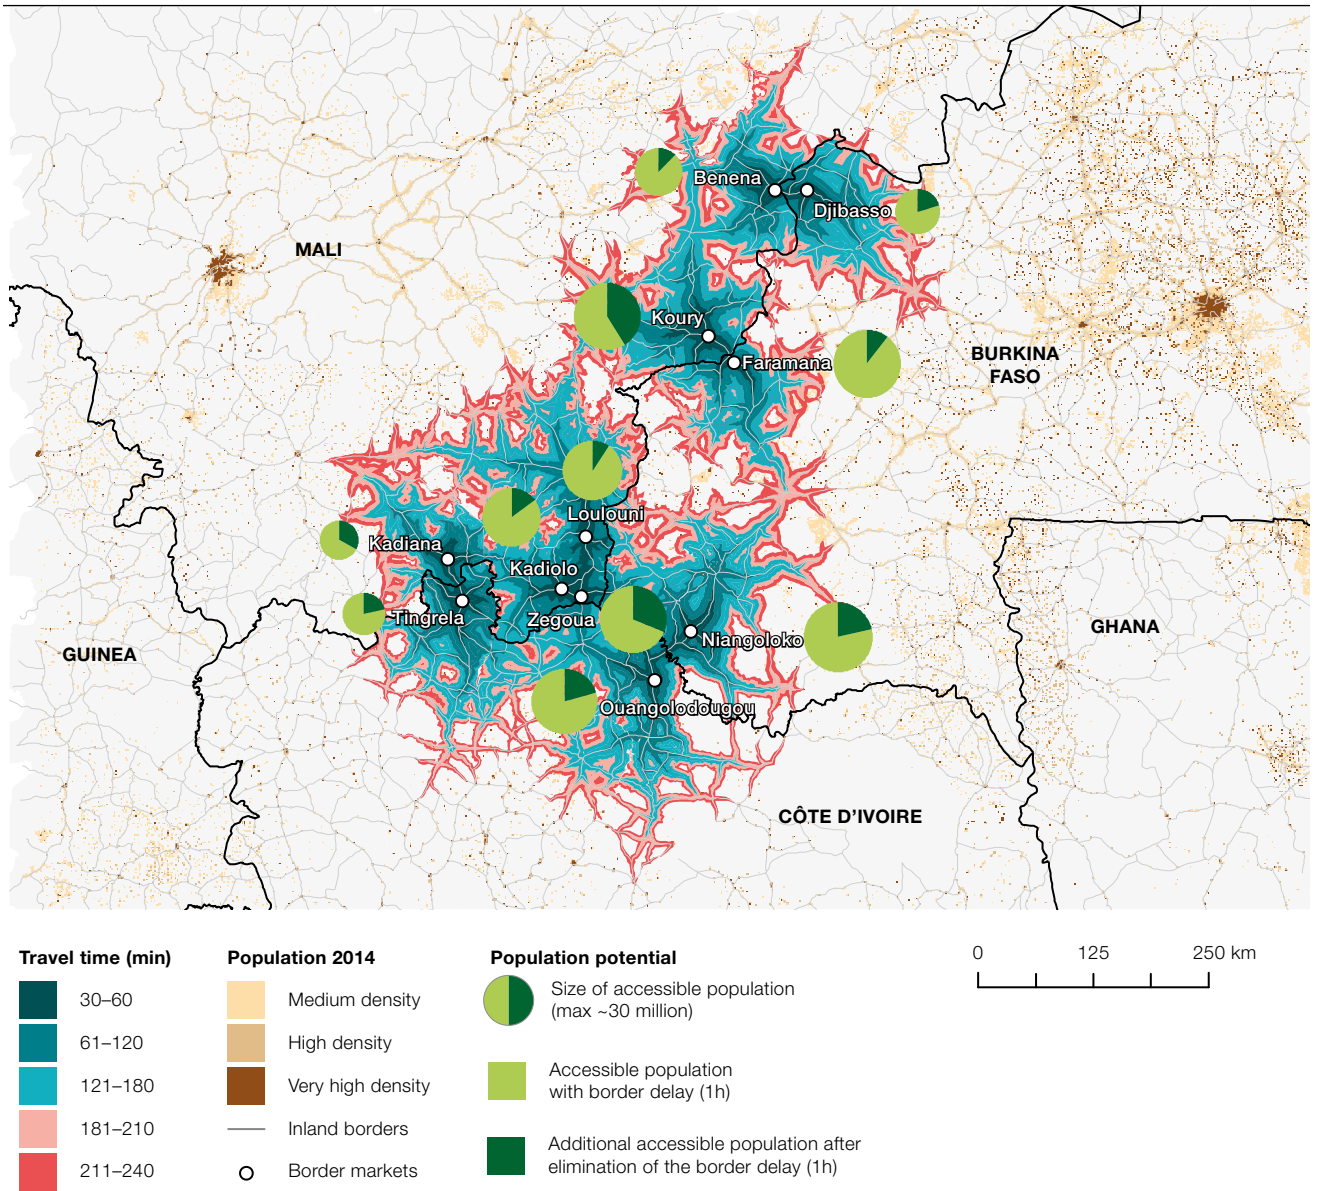 Benena
Djibasso
MALI
Koury
Faramana
BURKINA
FASO
Loulouni
Kadiana
Kadiolo
Tingrela
Zegoua
Niangoloko
GHANA
GUINEA
Ouangolodougou
CÔTE D'IVOIRE
Travel time (min)
30–60
61–120
121–180
181–210
211–240
Population 2014
Medium density
High density
Very high density
Inland borders
Border markets
Population potential
Size of accessible population
(max ~30 million)
Accessible population
with border delay (1h)
Additional accessible population after
elimination of the border delay (1h)
0 125 250 km